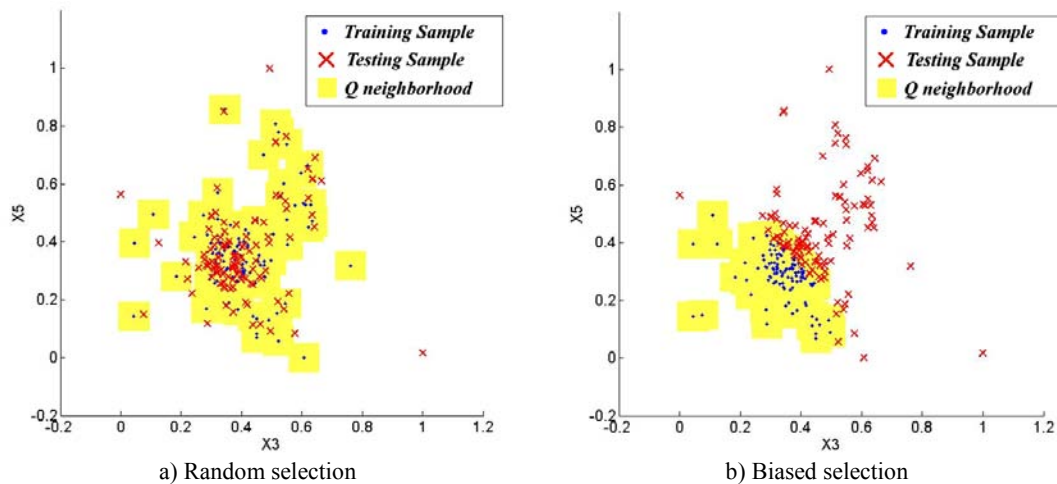 Training Sample
Testing Sample
Q neighborhood
1
0.8
0.6
0.4
0.2
0
-0.2
X5
-0.2 0 0.2 0.4 0.6 0.8 1 1.2
X3
a) Random selection
Training Sample
Testing Sample
Q neighborhood
1
0.8
0.6
0.4
0.2
0
-0.2
X5
-0.2 0 0.2 0.4 0.6 0.8 1 1.2
X3
b) Biased selection